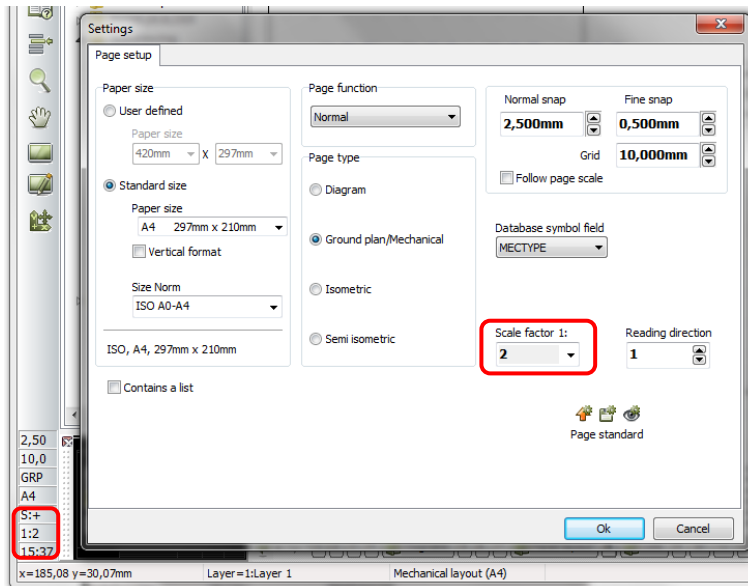 Settings
Page setup
Paper size
User defined
Paper size
420mm X 297mm
Standard size
Paper size
A4 297mm x 210mm
Vertical format
Size Norm
ISO A0-A4
ISO, A4, 297mm x 210mm
Contains a list
Page function
Normal
Page type
Diagram
Ground plan/Mechanical
Isometric
Semi isometric
Normal snap Fine snap
2,500mm 0,500mm
Grid 10,000mm
Follow page scale
Database symbol field
MECTYPE
Scale factor 1: Reading direction
2 1
Page standard
Ok Cancel
2,50
10,0
GRP
A4
S:+
1:2
15:37
x=185,08 y=30,07mm Layer=1:Layer 1 Mechanical layout (A4)